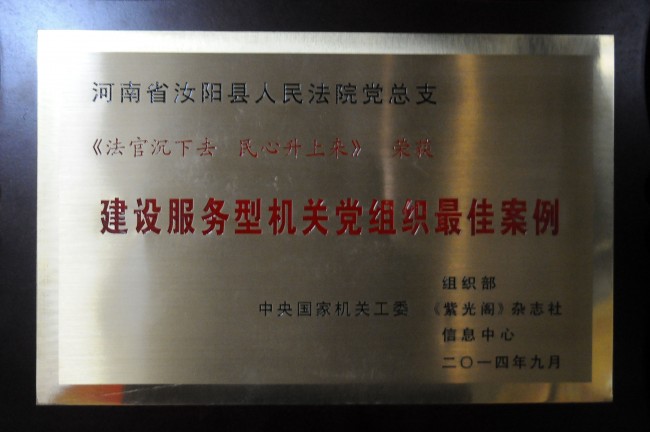 河南省汝阳县人民法院党总支
《法官沉下去 民心升上来》 荣获
建设服务型机关党组织最佳案例
组织部
中央国家机关工委 《紫光阁》杂志社
信息中心
二〇一四年九月